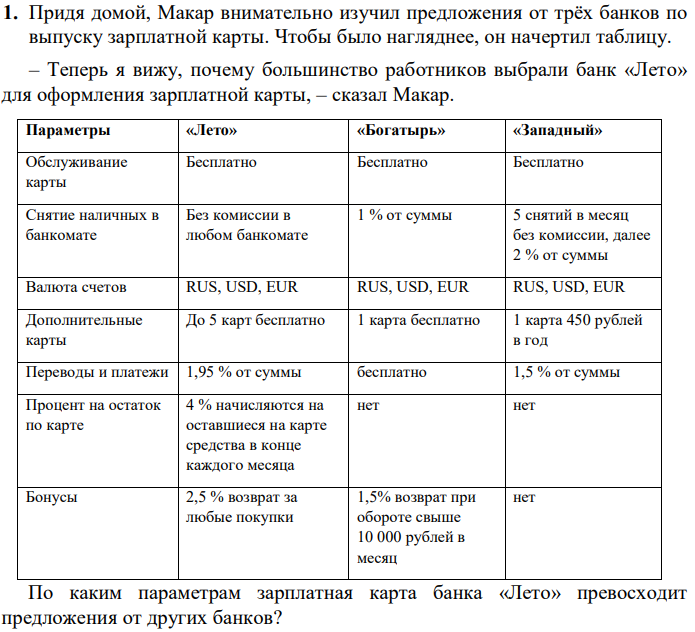 1. Придя домой, Макар внимательно изучил предложения от трёх банков по
выпуску зарплатной карты. Чтобы было нагляднее, он начертил таблицу.
– Теперь я вижу, почему большинство работников выбрали банк «Лето»
для оформления зарплатной карты, – сказал Макар.
Параметры «Лето» «Богатырь» «Западный»
Обслуживание Бесплатно Бесплатно Бесплатно
карты
Снятие наличных в Без комиссии в 1 % от суммы 5 снятий в месяц
банкомате любом банкомате без комиссии, далее
2 % от суммы
Валюта счетов RUS, USD, EUR RUS, USD, EUR RUS, USD, EUR
Дополнительные До 5 карт бесплатно 1 карта бесплатно 1 карта 450 рублей
карты в год
Переводы и платежи 1,95 % от суммы бесплатно 1,5 % от суммы
Процент на остаток 4 % начисляются на нет нет
по карте оставшиеся на карте
средства в конце
каждого месяца
Бонусы 2,5 % возврат за 1,5% возврат при нет
любые покупки обороте свыше
10 000 рублей в
месяц
По каким параметрам зарплатная карта банка «Лето» превосходит
предложения от других банков?